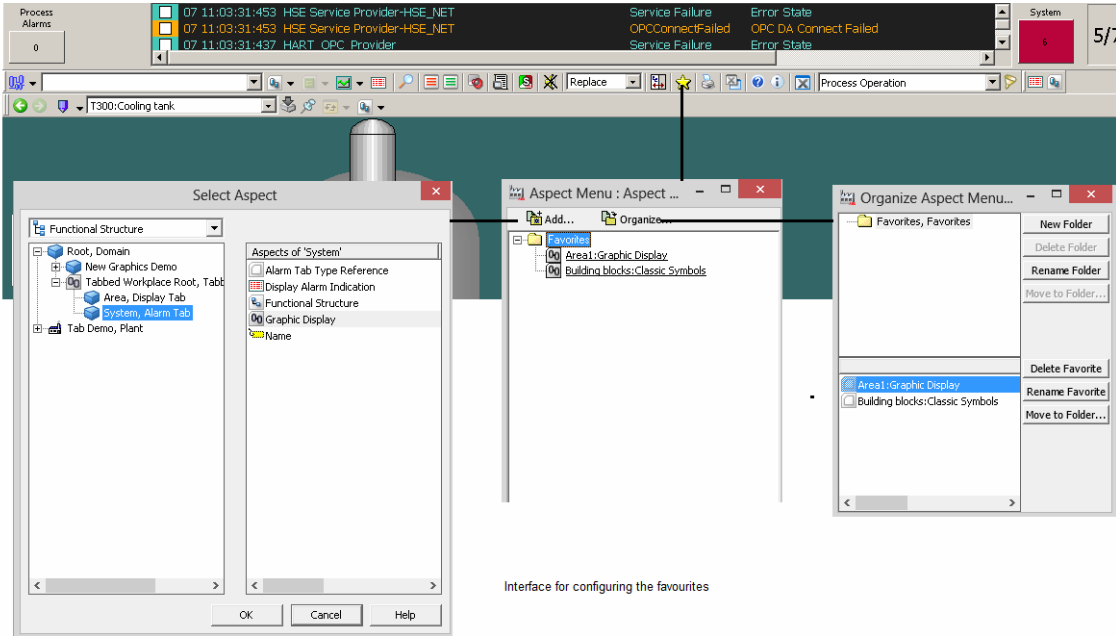 Process
Alarms
0
07 11:03:31:453 HSE Service Provider-HSE_NET Service Failure Error State
07 11:03:31:453 HSE Service Provider-HSE_NET OPCConnectFailed OPC DA Connect Failed
07 11:03:31:437 HART OPC Provider Service Failure Error State
System
6
5/7
Replace
Process Operation
T300:Cooling tank
Select Aspect
Functional Structure
Root, Domain
New Graphics Demo
Tabbed Workplace Root, Tabb
Area, Display Tab
System, Alarm Tab
Tab Demo, Plant
Aspects of 'System'
Alarm Tab Type Reference
Display Alarm Indication
Functional Structure
Graphic Display
Name
OK Cancel Help
Aspect Menu : Aspect ...
Add... Organize...
Favorites
Area1:Graphic Display
Building blocks:Classic Symbols
Organize Aspect Menu...
Favorites, Favorites
New Folder
Delete Folder
Rename Folder
Move to Folder...
Area1:Graphic Display
Building blocks:Classic Symbols
Delete Favorite
Rename Favorite
Move to Folder...
Interface for configuring the favourites